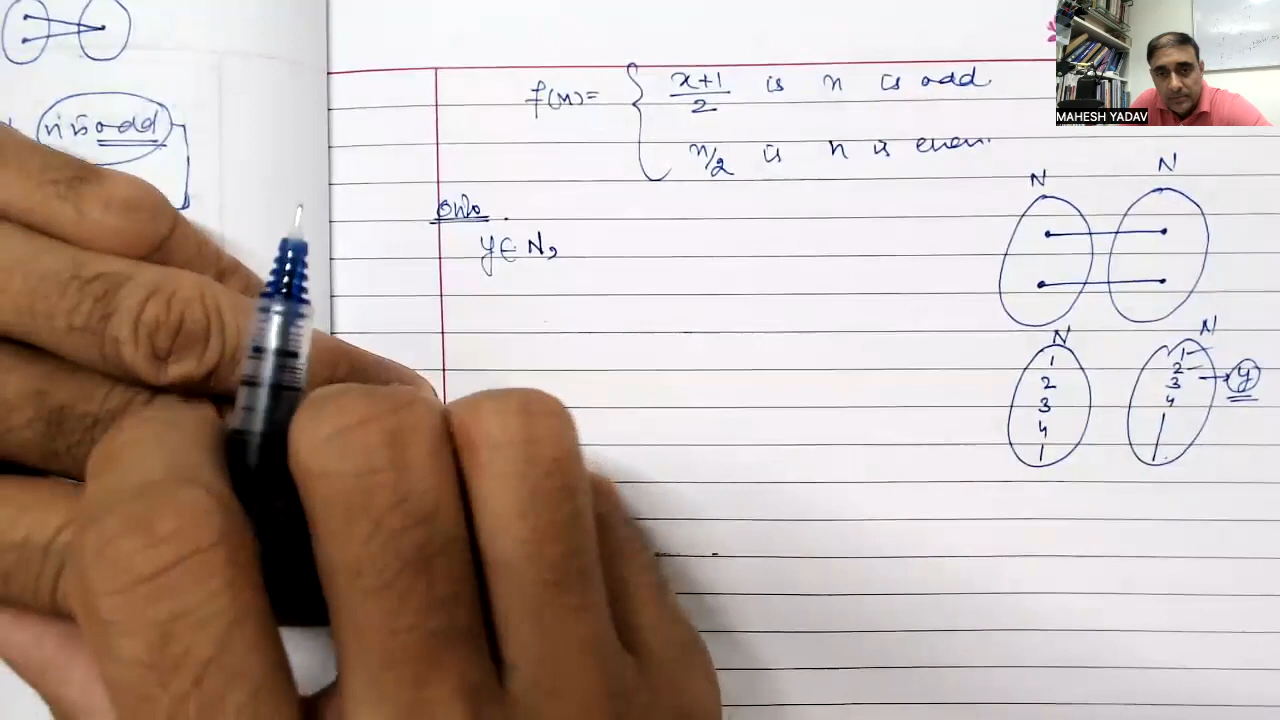 f(n) = { x+1/2 is n is odd
n/2 is n is even.
n is odd
Onto.
y ∈ N,
N N
N N
1 1
2 2
3 3 → y
4 4
MAHESH YADAV